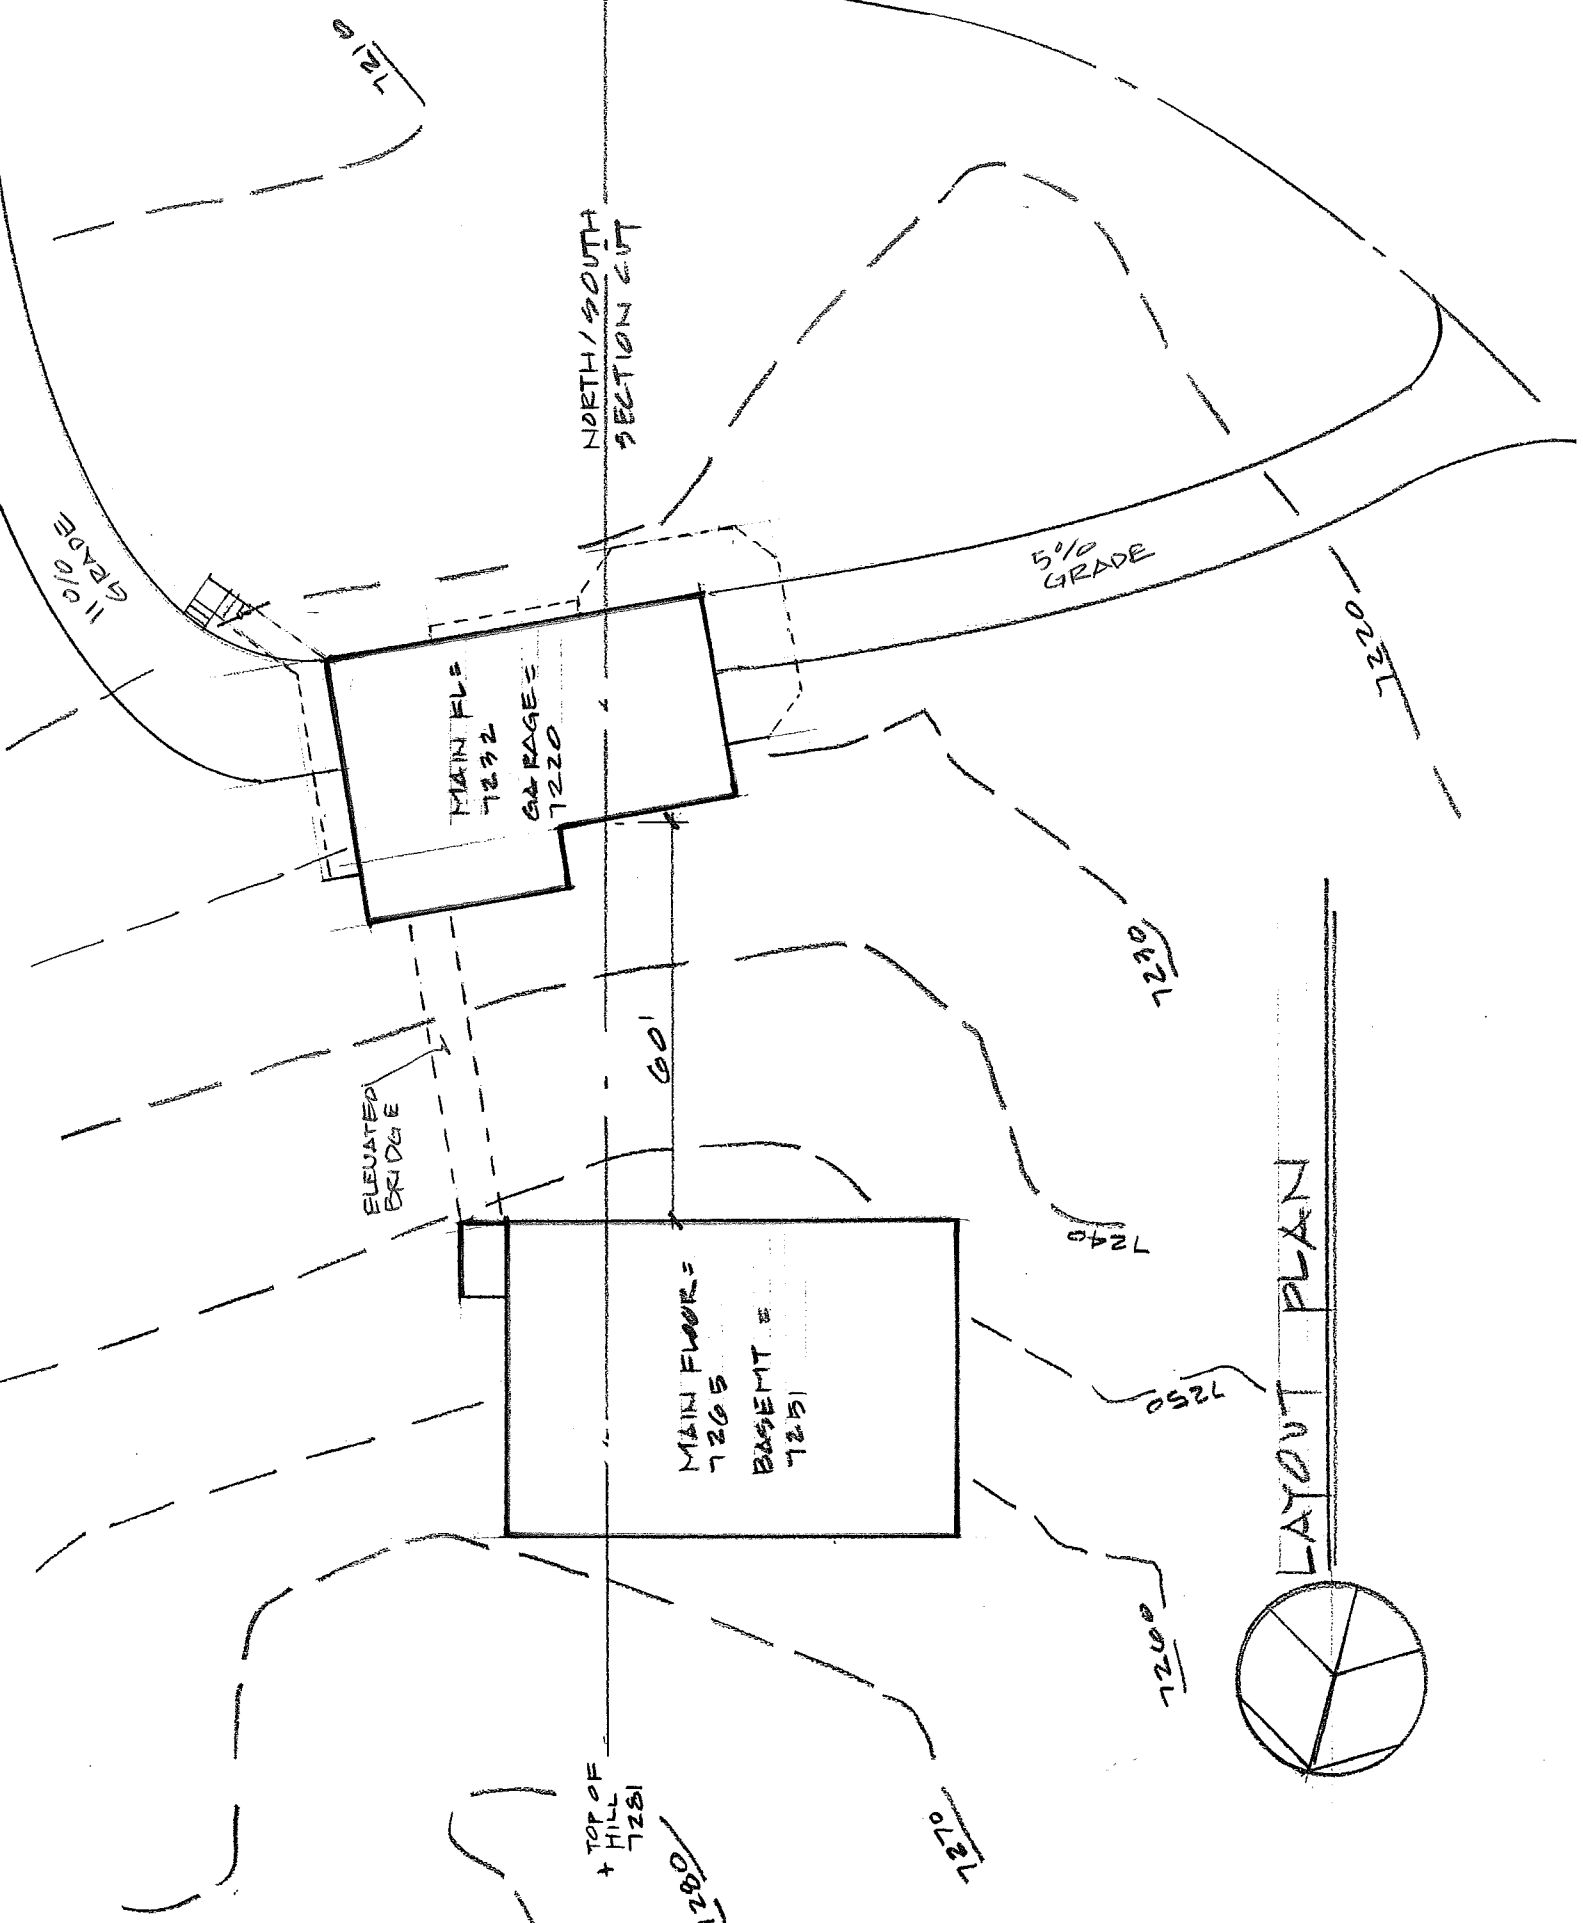 7210
NORTH/SOUTH
SECTION CUT
11%
GRADE
5%
GRADE
7220
MAIN FL=
7232
GARAGE=
7220
7230
60'
ELEVATED
BRIDGE
7240
MAIN FLOOR=
7265
BASEMT =
7251
7250
7260
LAYOUT PLAN
+ TOP OF
HILL
7281
7280
7270